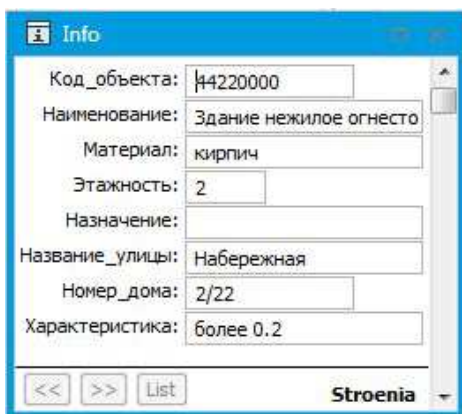 Info
Код_объекта: 44220000
Наименование: Здание нежилое огнесто
Материал: кирпич
Этажность: 2
Назначение:
Название_улицы: Набережная
Номер_дома: 2/22
Характеристика: более 0.2
<< >> List Stroenia